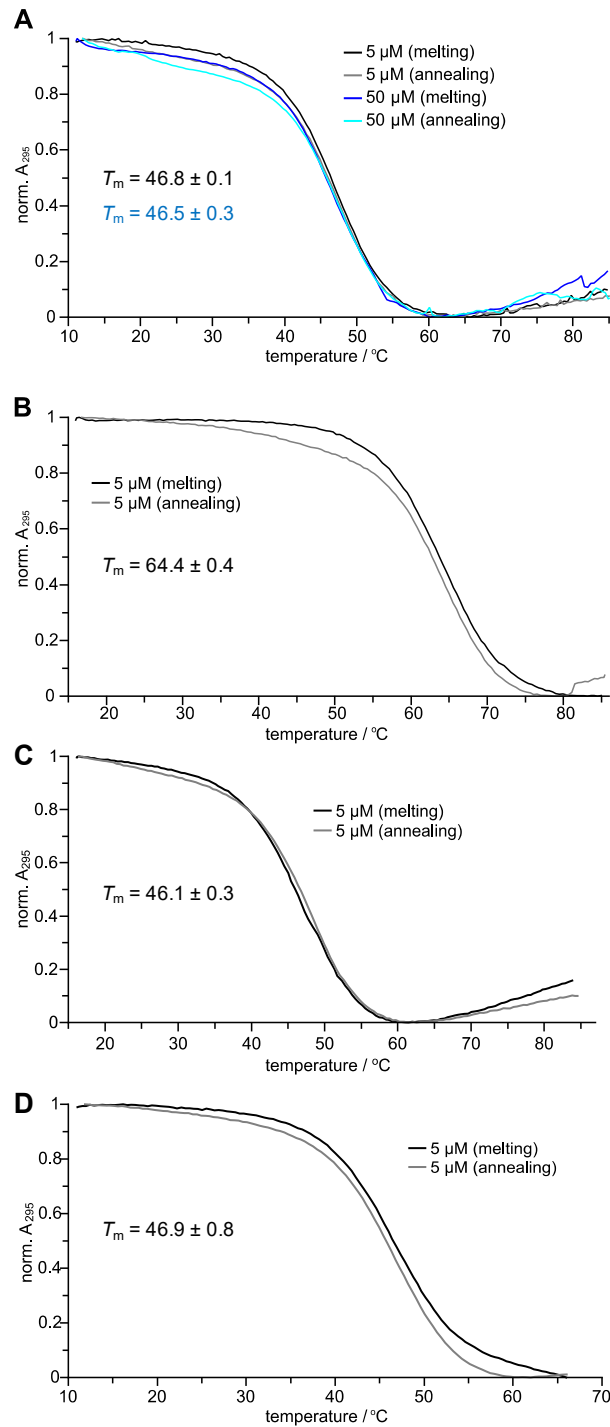 A
1
0.8
0.6
0.4
0.2
0
norm. A295
5 µM (melting)
5 µM (annealing)
50 µM (melting)
50 µM (annealing)
Tm = 46.8 ± 0.1
Tm = 46.5 ± 0.3
10 20 30 40 50 60 70 80
temperature / °C
B
1
0.8
0.6
0.4
0.2
0
norm. A295
5 µM (melting)
5 µM (annealing)
Tm = 64.4 ± 0.4
20 30 40 50 60 70 80
temperature / °C
C
1
0.8
0.6
0.4
0.2
0
norm. A295
5 µM (melting)
5 µM (annealing)
Tm = 46.1 ± 0.3
20 30 40 50 60 70 80
temperature / °C
D
1
0.8
0.6
0.4
0.2
0
norm. A295
5 µM (melting)
5 µM (annealing)
Tm = 46.9 ± 0.8
10 20 30 40 50 60 70
temperature / °C